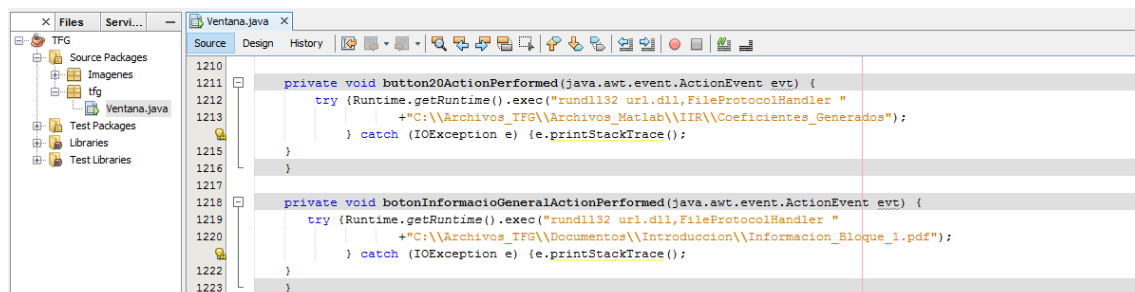 Files
Servi...
TFG
Source Packages
Imagenes
tfg
Ventana.java
Test Packages
Libraries
Test Libraries
Ventana.java
Source
Design
History
1210
1211 private void button20ActionPerformed(java.awt.event.ActionEvent evt) {
1212 try {Runtime.getRuntime().exec("rundll32 url.dll,FileProtocolHandler "
1213 +"C:\\Archivos_TFG\\Archivos_Matlab\\IIR\\Coeficientes_Generados");
} catch (IOException e) {e.printStackTrace();
1215 }
1216 }
1217
1218 private void botonInformacioGeneralActionPerformed(java.awt.event.ActionEvent evt) {
1219 try {Runtime.getRuntime().exec("rundll32 url.dll,FileProtocolHandler "
1220 +"C:\\Archivos_TFG\\Documentos\\Introduccion\\Informacion_Bloque_1.pdf");
} catch (IOException e) {e.printStackTrace();
1222 }
1223 }